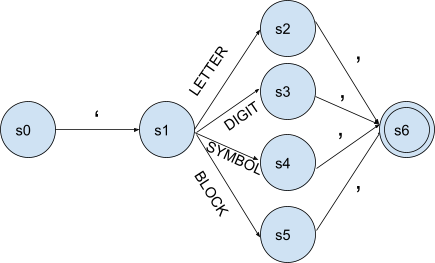 s0
‘
s1
LETTER
DIGIT
SYMBOL
BLOCK
s2
s3
s4
s5
’
’
’
’
s6